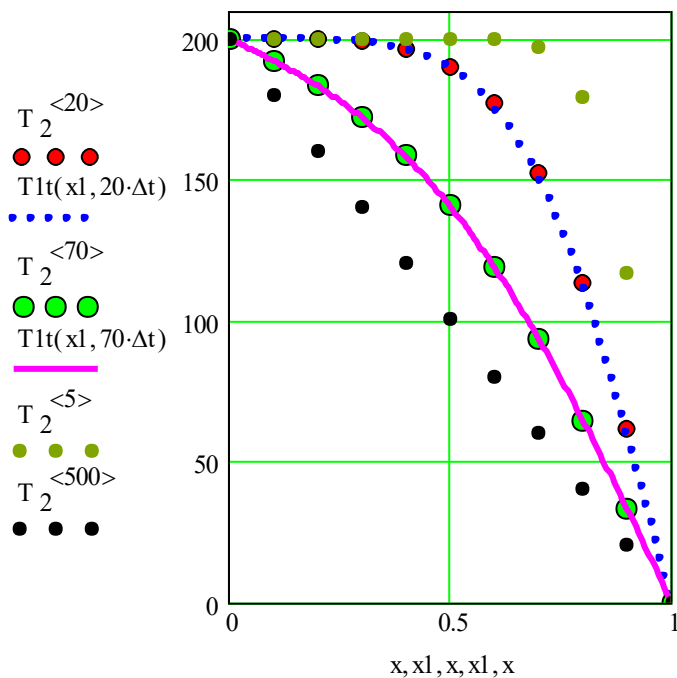 T 2 <20>
T1t(x1,20·Δt)
T 2 <70>
T1t(x1,70·Δt)
T 2 <5>
T 2 <500>
200
150
100
50
0
0 0.5 1
x,x1,x,x1,x